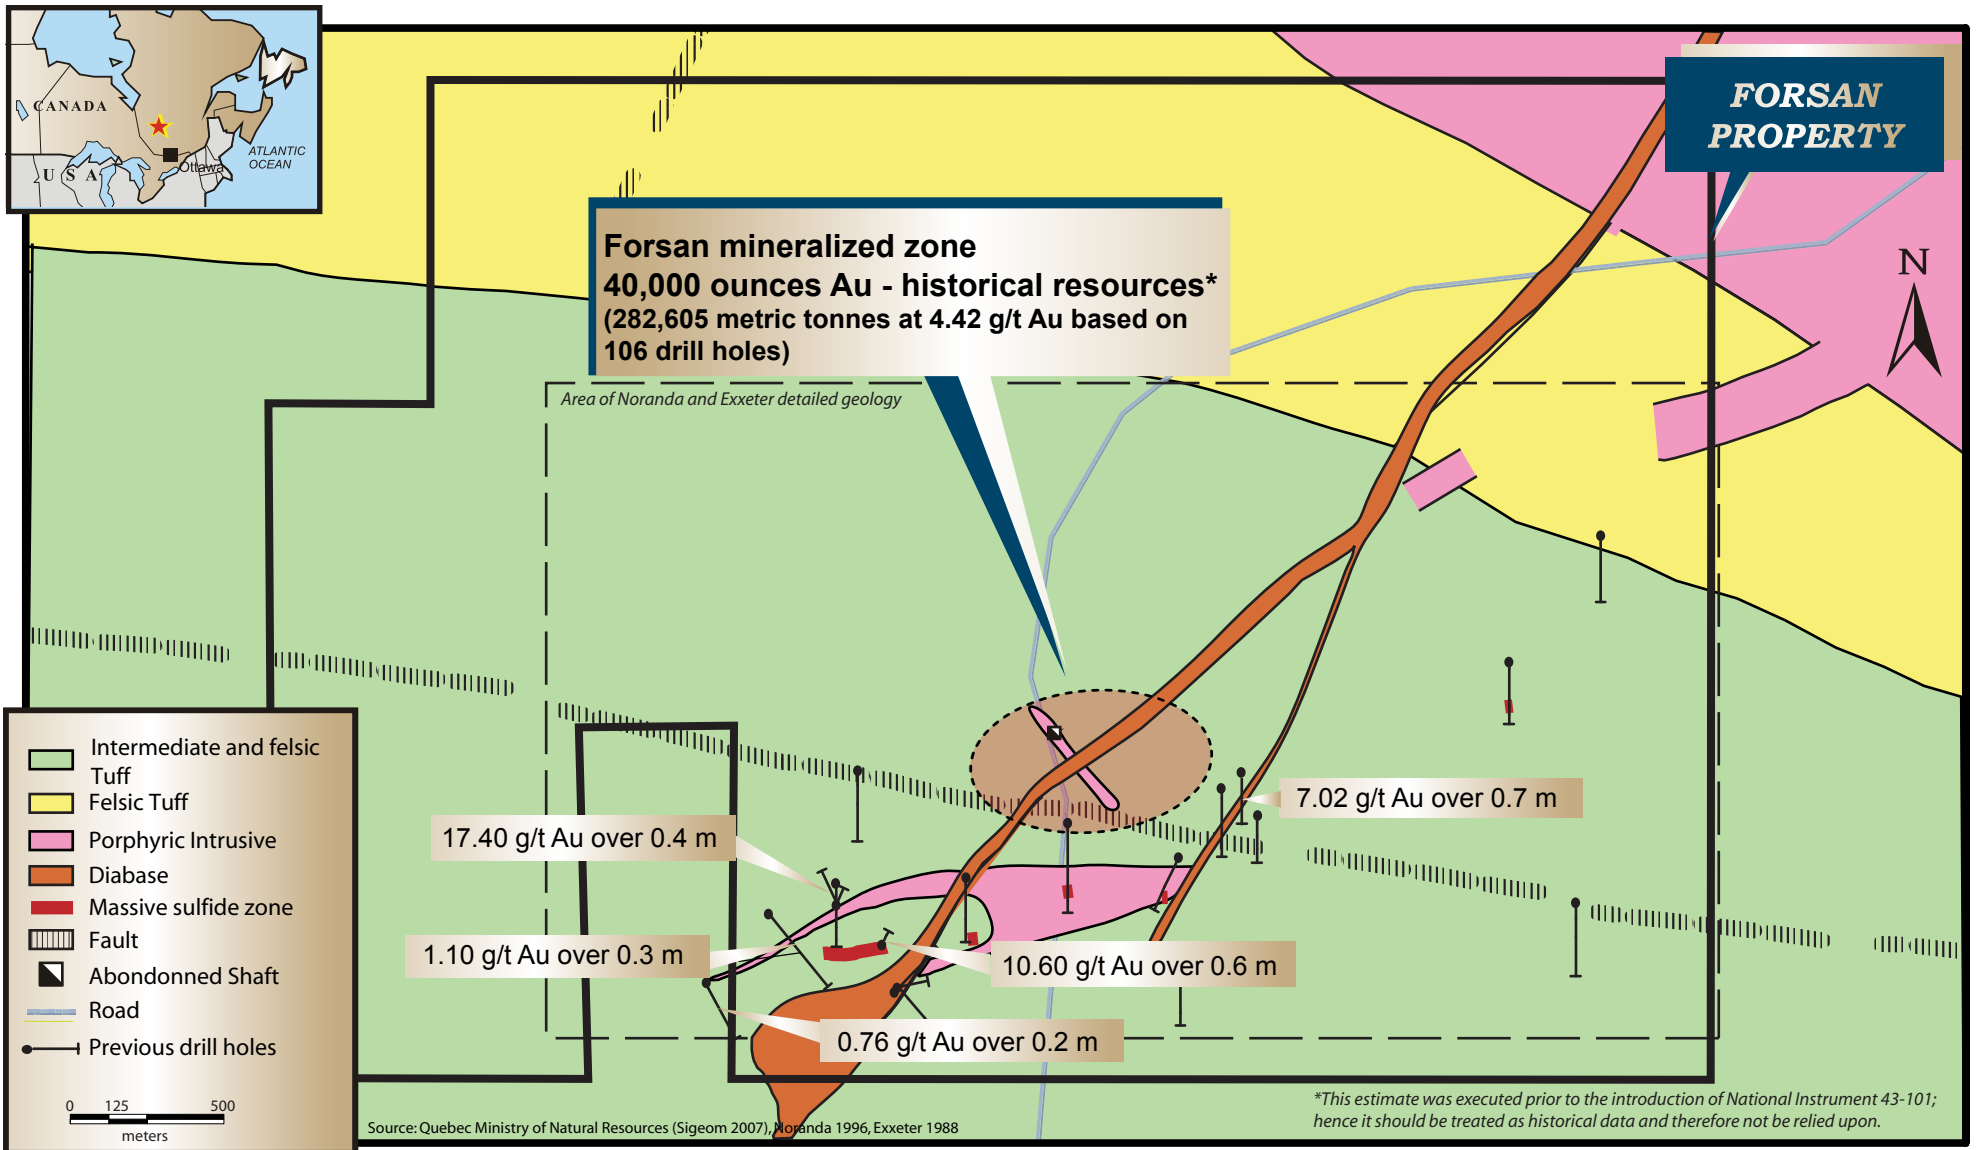 CANADA
U S A
Ottawa
ATLANTIC
OCEAN
FORSAN
PROPERTY
N
Forsan mineralized zone
40,000 ounces Au - historical resources*
(282,605 metric tonnes at 4.42 g/t Au based on
106 drill holes)
Area of Noranda and Exxeter detailed geology
7.02 g/t Au over 0.7 m
17.40 g/t Au over 0.4 m
1.10 g/t Au over 0.3 m
10.60 g/t Au over 0.6 m
0.76 g/t Au over 0.2 m
Intermediate and felsic
Tuff
Felsic Tuff
Porphyric Intrusive
Diabase
Massive sulfide zone
Fault
Abondonned Shaft
Road
Previous drill holes
0 125 500
meters
Source: Quebec Ministry of Natural Resources (Sigeom 2007), Noranda 1996, Exxeter 1988
*This estimate was executed prior to the introduction of National Instrument 43-101;
hence it should be treated as historical data and therefore not be relied upon.